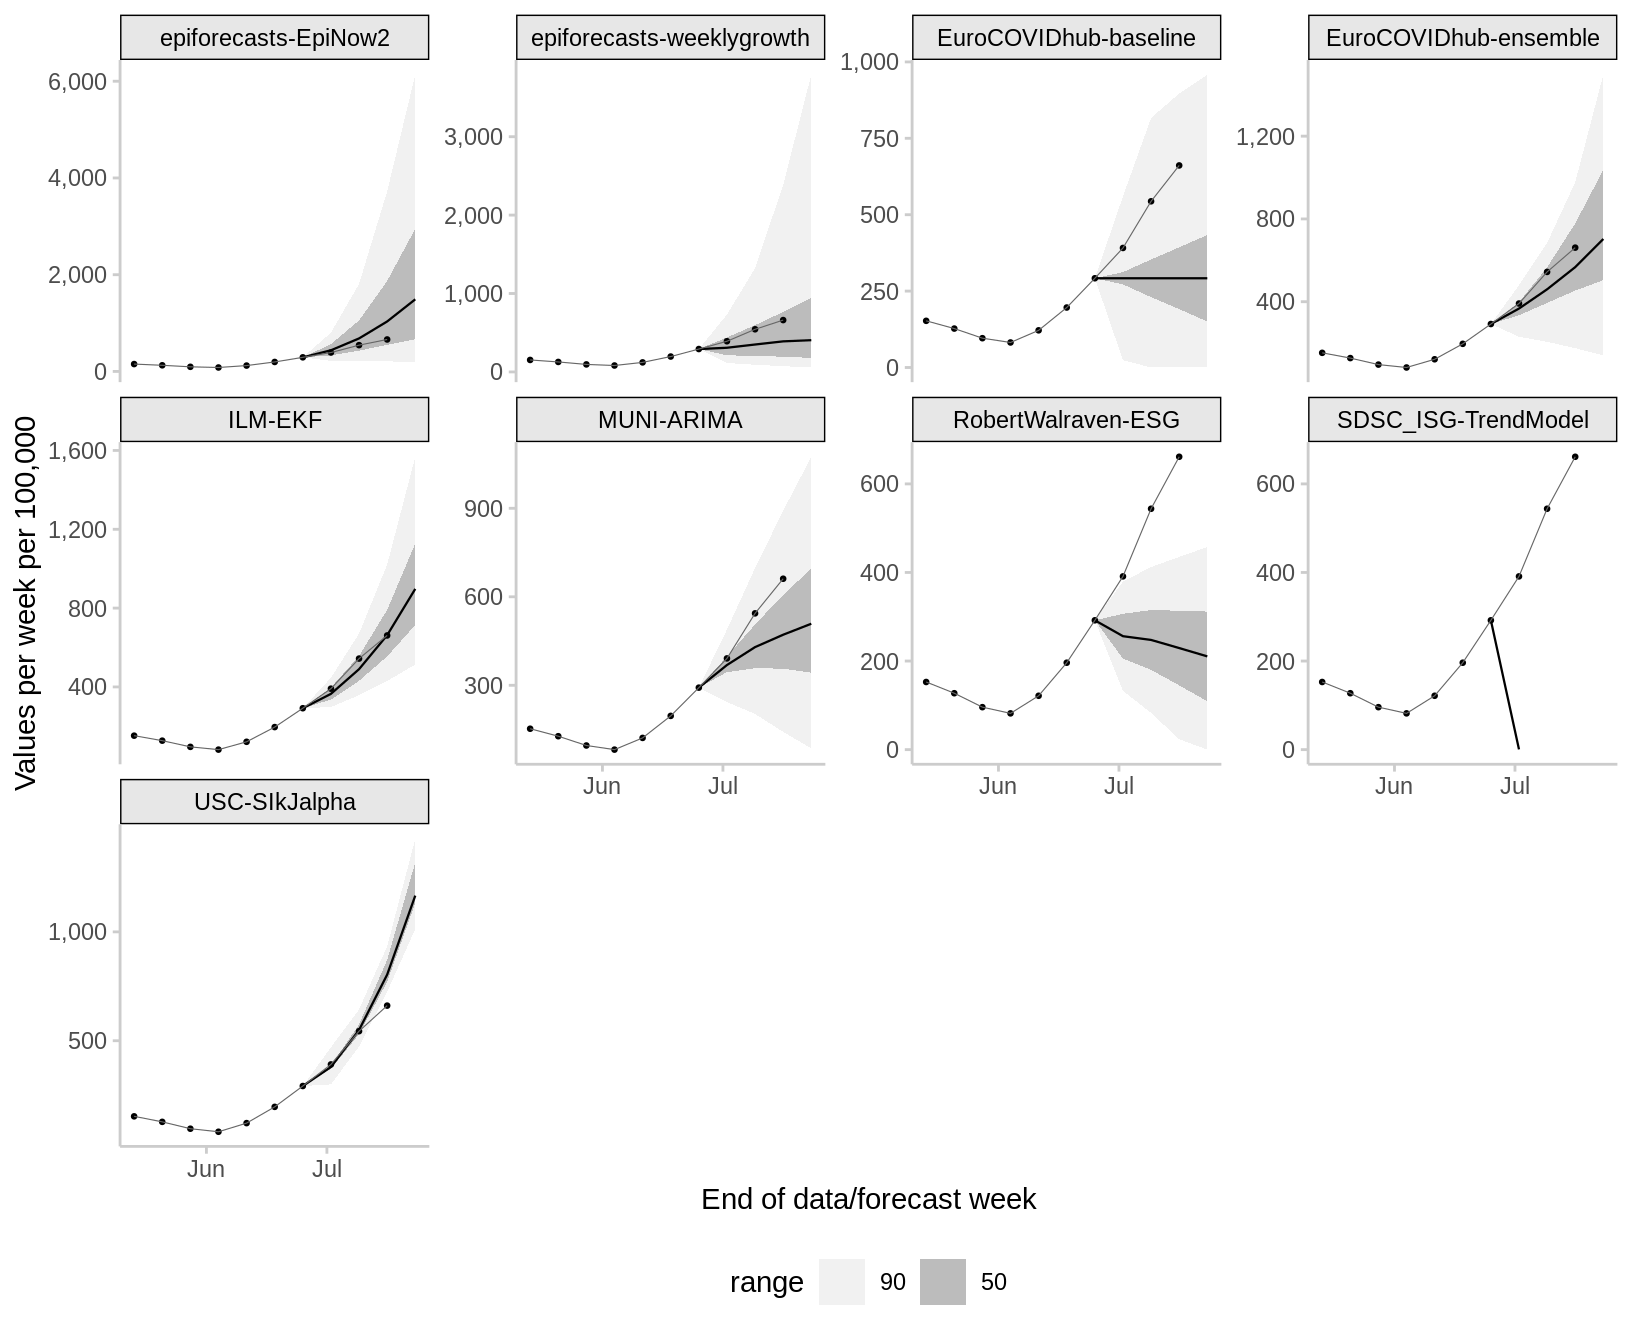 epiforecasts-EpiNow2
epiforecasts-weeklygrowth
EuroCOVIDhub-baseline
EuroCOVIDhub-ensemble
6,000
4,000
2,000
0
3,000
2,000
1,000
0
1,000
750
500
250
0
1,200
800
400
ILM-EKF
MUNI-ARIMA
RobertWalraven-ESG
SDSC_ISG-TrendModel
1,600
1,200
800
400
900
600
300
Jun Jul
600
400
200
0
Jun Jul
600
400
200
0
Jun Jul
USC-SIkJalpha
1,000
500
Jun Jul
Values per week per 100,000
End of data/forecast week
range 90 50